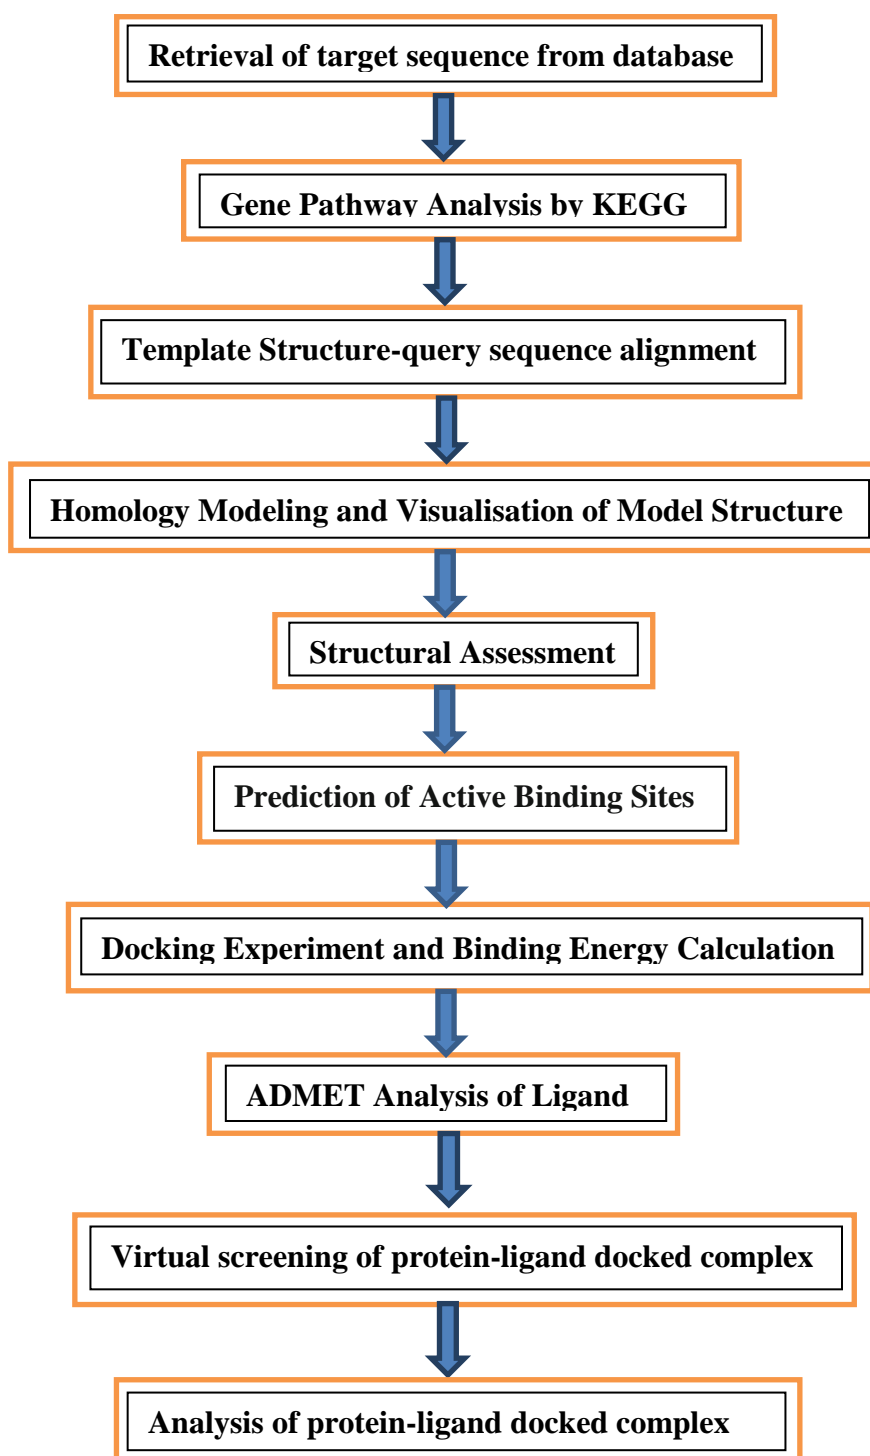 Retrieval of target sequence from database
Gene Pathway Analysis by KEGG
Template Structure-query sequence alignment
Homology Modeling and Visualisation of Model Structure
Structural Assessment
Prediction of Active Binding Sites
Docking Experiment and Binding Energy Calculation
ADMET Analysis of Ligand
Virtual screening of protein-ligand docked complex
Analysis of protein-ligand docked complex